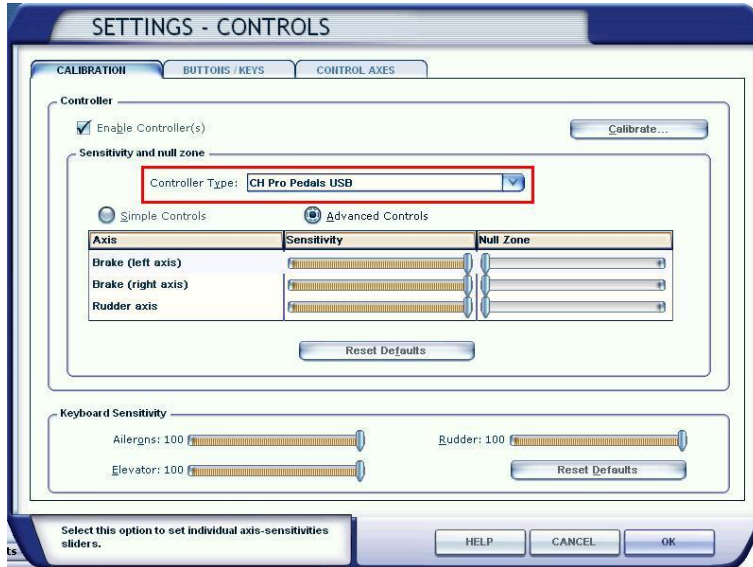 SETTINGS - CONTROLS
CALIBRATION BUTTONS / KEYS CONTROL AXES
Controller
Enable Controller(s) Calibrate...
Sensitivity and null zone
Controller Type: CH Pro Pedals USB
Simple Controls Advanced Controls
Axis Sensitivity Null Zone
Brake (left axis)
Brake (right axis)
Rudder axis
Reset Defaults
Keyboard Sensitivity
Ailerons: 100 Rudder: 100
Elevator: 100 Reset Defaults
Select this option to set individual axis-sensitivities
sliders.
HELP CANCEL OK
ts